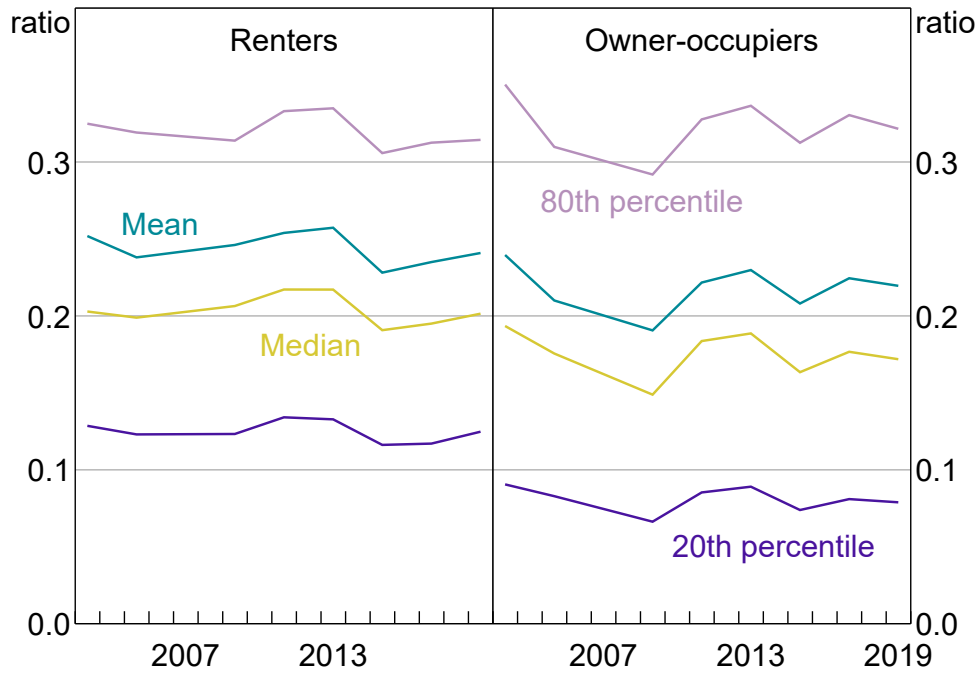 ratio
Renters
Owner-occupiers
ratio
0.3
0.3
80th percentile
Mean
0.2
0.2
Median
0.1
0.1
20th percentile
0.0
0.0
2007
2013
2007
2013
2019